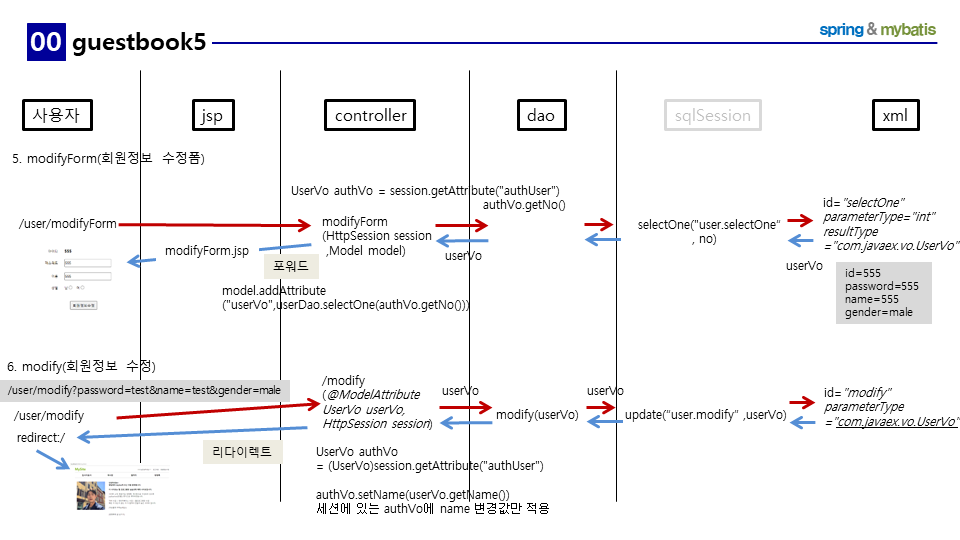 00 guestbook5
spring & mybatis
사용자
jsp
controller
dao
sqlSession
xml
5. modifyForm(회원정보 수정폼)
/user/modifyForm
modifyForm.jsp
포워드
UserVo authVo = session.getAttribute("authUser")
authVo.getNo()
modifyForm
(HttpSession session
,Model model)
userVo
model.addAttribute
("userVo",userDao.selectOne(authVo.getNo()))
selectOne("user.selectOne"
, no)
id="selectOne"
parameterType="int"
resultType
="com.javaex.vo.UserVo"
userVo
id=555
password=555
name=555
gender=male
6. modify(회원정보 수정)
/user/modify?password=test&name=test&gender=male
/user/modify
redirect:/
리다이렉트
/modify
(@ModelAttribute
UserVo userVo,
HttpSession session)
userVo
modify(userVo)
userVo
update("user.modify" ,userVo)
id="modify"
parameterType
="com.javaex.vo.UserVo"
UserVo authVo
= (UserVo)session.getAttribute("authUser")
authVo.setName(userVo.getName())
세션에 있는 authVo에 name 변경값만 적용